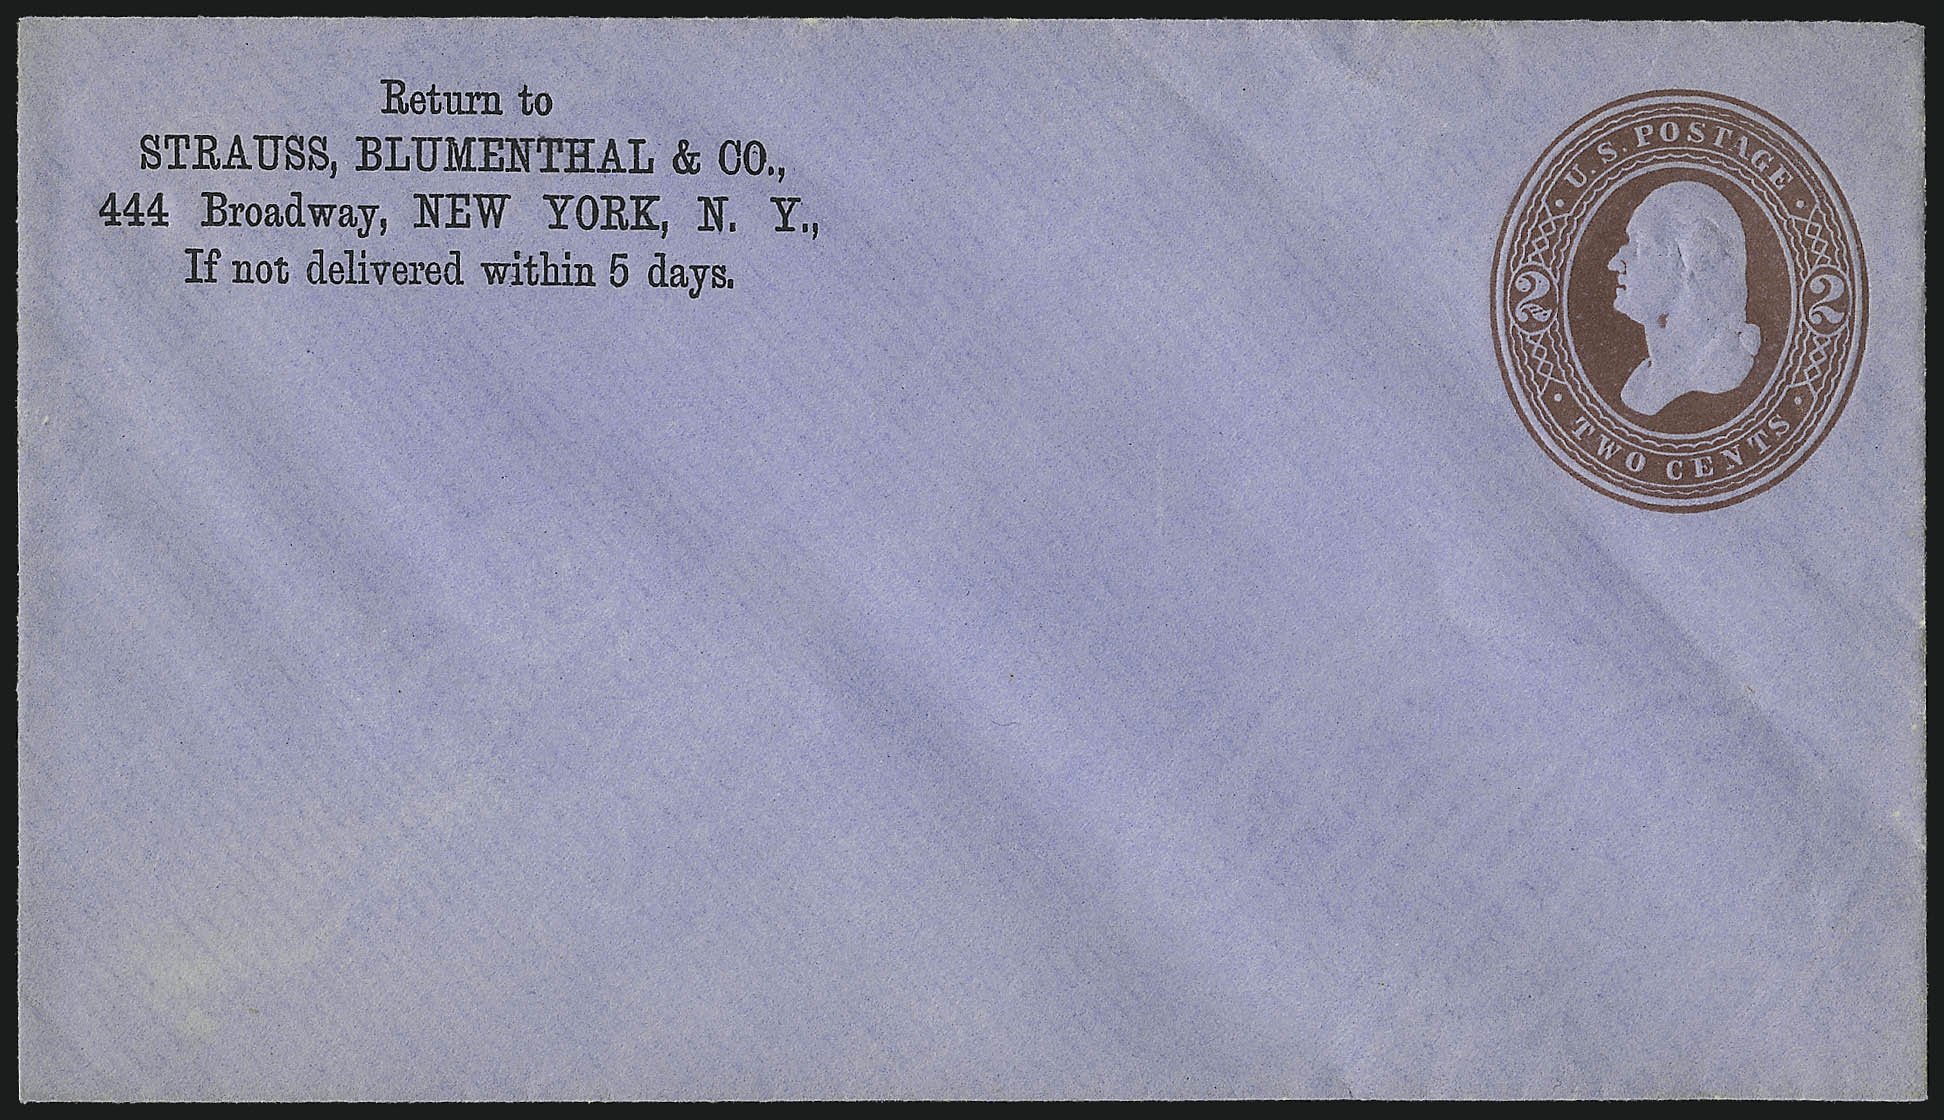 Return to
STRAUSS, BLUMENTHAL & CO.,
444 Broadway, NEW YORK, N. Y.,
If not delivered within 5 days.
U.S. POSTAGE
2 2
TWO CENTS